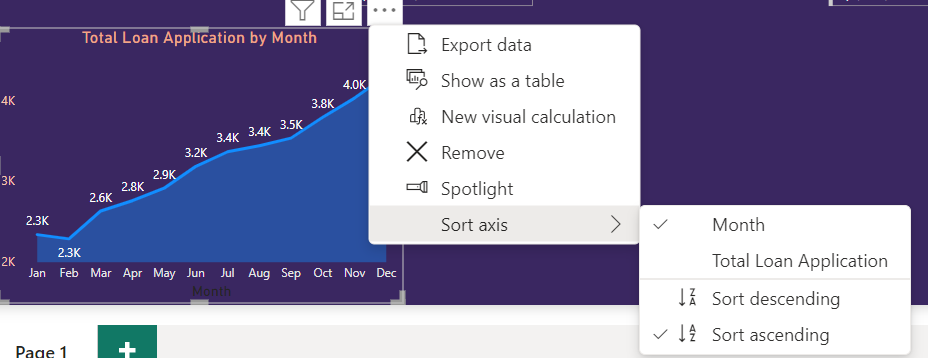 Total Loan Application by Month
4K
3K
2K
2.3K
2.3K
2.6K
2.8K
2.9K
3.2K
3.4K
3.4K
3.5K
3.8K
4.0K
Jan Feb Mar Apr May Jun Jul Aug Sep Oct Nov Dec
Month
Export data
Show as a table
New visual calculation
Remove
Spotlight
Sort axis
Month
Total Loan Application
Sort descending
Sort ascending
Page 1
+